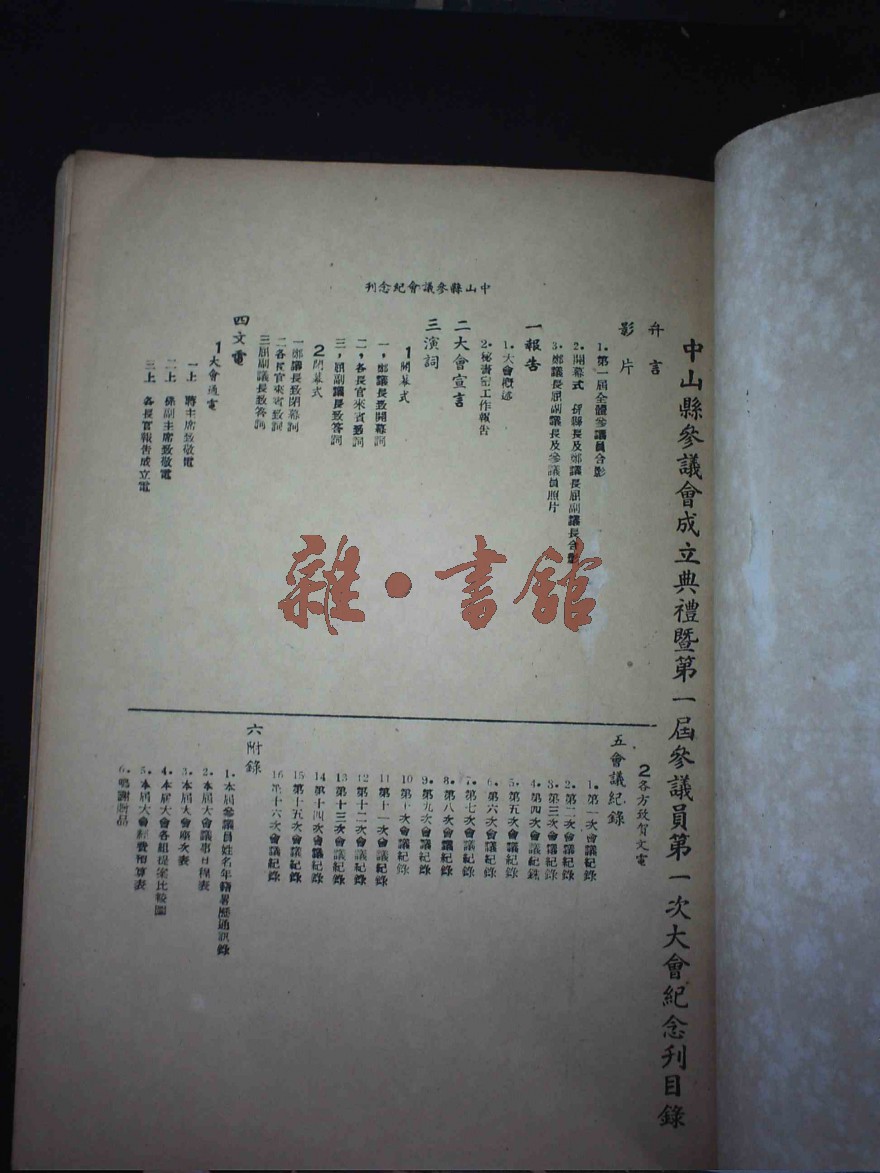 中山縣參議會成立典禮暨第一屆參議員第一次大會紀念刊目錄
中山縣參議會紀念刊
弁言
影片
1.第一屆全體參議員合影
2.開幕式 孫縣長及鄭議長屈副議長合影
3.鄭議長屈副議長及參議員照片
一報告
1.大會概述
2.秘書室工作報告
二大會宣言
三演詞
1開幕式
一,鄭議長致開幕詞
二,各長官來賓致詞
三,屈副議長致答詞
2閉幕式
一鄭議長致閉幕詞
二各長官來賓致詞
三屈副議長致答詞
四文電
1大會通電
一上 蔣主席致敬電
二上 孫副主席致敬電
三上 各長官報告成立電
2各方致賀文電
五會議紀錄
1.第一次會議紀錄
2.第二次會議紀錄
3.第三次會議紀錄
4.第四次會議紀錄
5.第五次會議紀錄
6.第六次會議紀錄
7.第七次會議紀錄
8.第八次會議紀錄
9.第九次會議紀錄
10第十次會議紀錄
11第十一次會議紀錄
12第十二次會議紀錄
13第十三次會議紀錄
14第十四次會議紀錄
15第十五次會議紀錄
16第十六次會議紀錄
六附錄
1.本屆參議員姓名年籍畧歷通訊錄
2.本屆大會議事日程表
3.本屆大會席次表
4.本屆大會各組提案比較圖
5.本屆大會經費預算表
6.鳴謝贈品
雜·書館